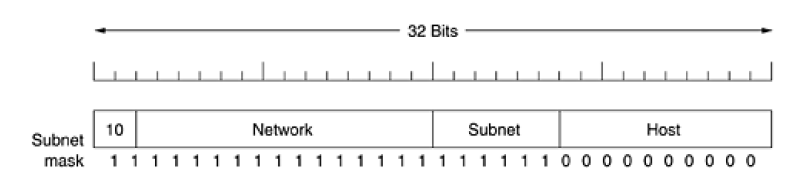 32 Bits
10 Network Subnet Host
Subnet
mask 1 1 1 1 1 1 1 1 1 1 1 1 1 1 1 1 1 1 1 1 1 1 0 0 0 0 0 0 0 0 0 0